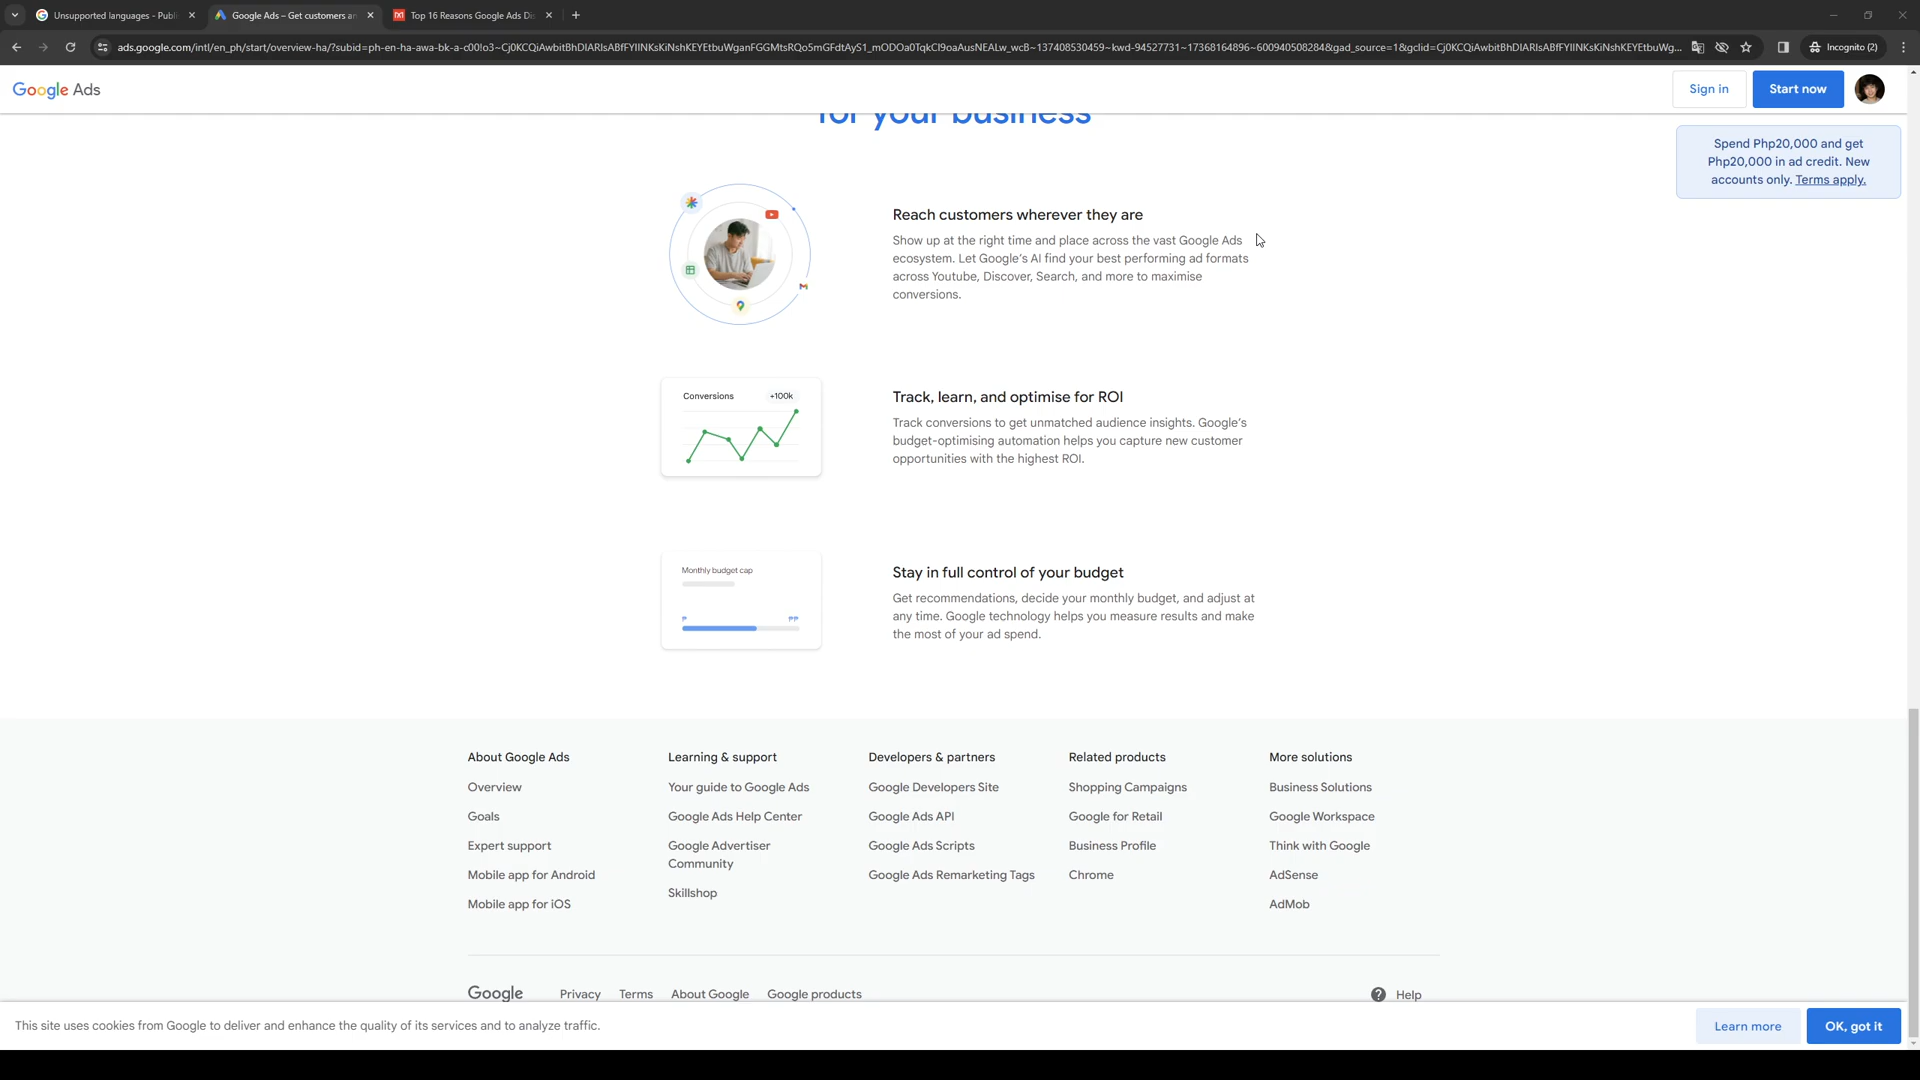 Unsupported languages - Publi
Google Ads – Get customers an
Top 16 Reasons Google Ads Dis
ads.google.com/intl/en_ph/start/overview-ha/?subid=ph-en-ha-awa-bk-a-c00!o3~Cj0KCQiAwbitBhDIARIsABfFYIINKsKiNshKEYEtbuWganFGGMtsRQo5mGFdtAyS1_mODOa0TqkCI9oaAusNEALw_wcB~137408530459~kwd-94527731~17368164896~600940508284&gad_source=1&gclid=Cj0KCQiAwbitBhDIARIsABfFYIINKsKiNshKEYEtbuWg...
Incognito (2)
Google Ads
Sign in
Start now
for your business
Spend Php20,000 and get
Php20,000 in ad credit. New
accounts only. Terms apply.
Reach customers wherever they are
Show up at the right time and place across the vast Google Ads
ecosystem. Let Google's AI find your best performing ad formats
across Youtube, Discover, Search, and more to maximise
conversions.
Conversions
+100k
Track, learn, and optimise for ROI
Track conversions to get unmatched audience insights. Google's
budget-optimising automation helps you capture new customer
opportunities with the highest ROI.
Monthly budget cap
₱
₱₱
Stay in full control of your budget
Get recommendations, decide your monthly budget, and adjust at
any time. Google technology helps you measure results and make
the most of your ad spend.
About Google Ads
Overview
Goals
Expert support
Mobile app for Android
Mobile app for iOS
Learning & support
Your guide to Google Ads
Google Ads Help Center
Google Advertiser
Community
Skillshop
Developers & partners
Google Developers Site
Google Ads API
Google Ads Scripts
Google Ads Remarketing Tags
Related products
Shopping Campaigns
Google for Retail
Business Profile
Chrome
More solutions
Business Solutions
Google Workspace
Think with Google
AdSense
AdMob
Google
Privacy
Terms
About Google
Google products
Help
This site uses cookies from Google to deliver and enhance the quality of its services and to analyze traffic.
Learn more
OK, got it